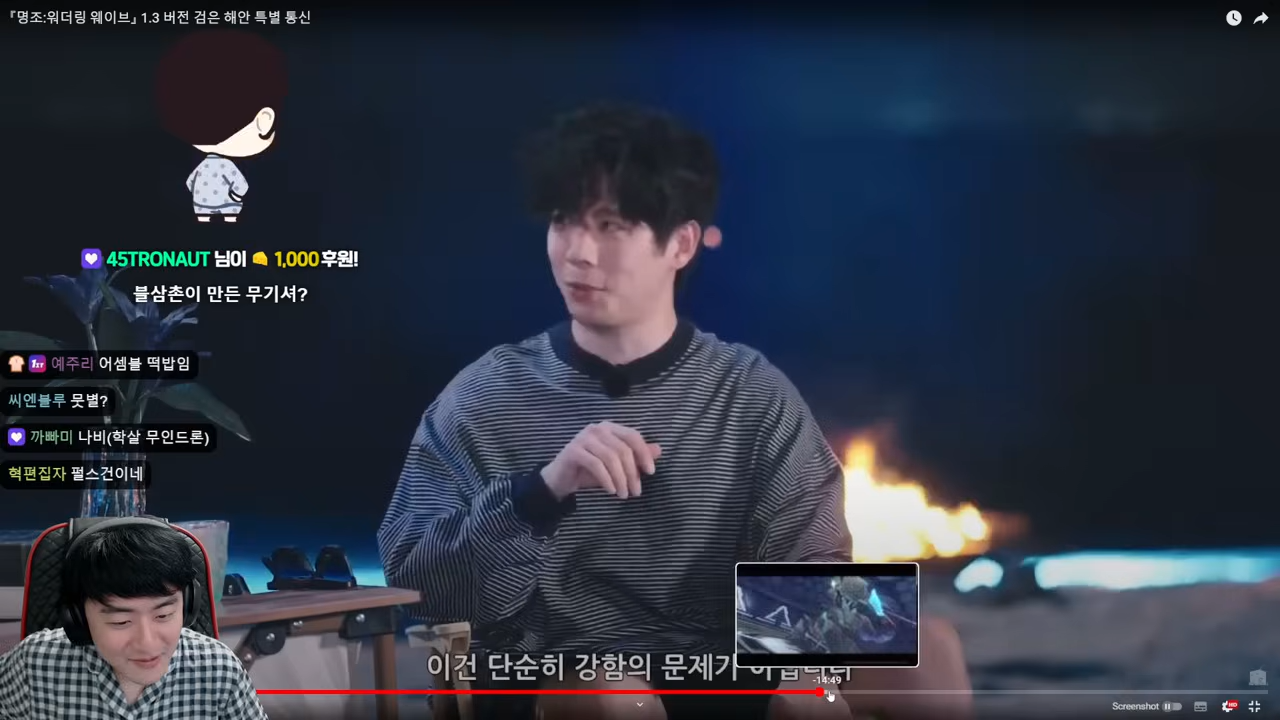 『명조:워더링 웨이브』 1.3 버전 검은 해안 특별 통신
45TRONAUT 님이 1,000 후원!
블삼촌이 만든 무기셔?
1ST 예주리 어셈블 떡밥임
씨엔블루 뭇별?
까빠미 나비(학살 무인드론)
혁편집자 펄스건이네
이건 단순히 강함의 문제가
-14:49
Screenshot
HD